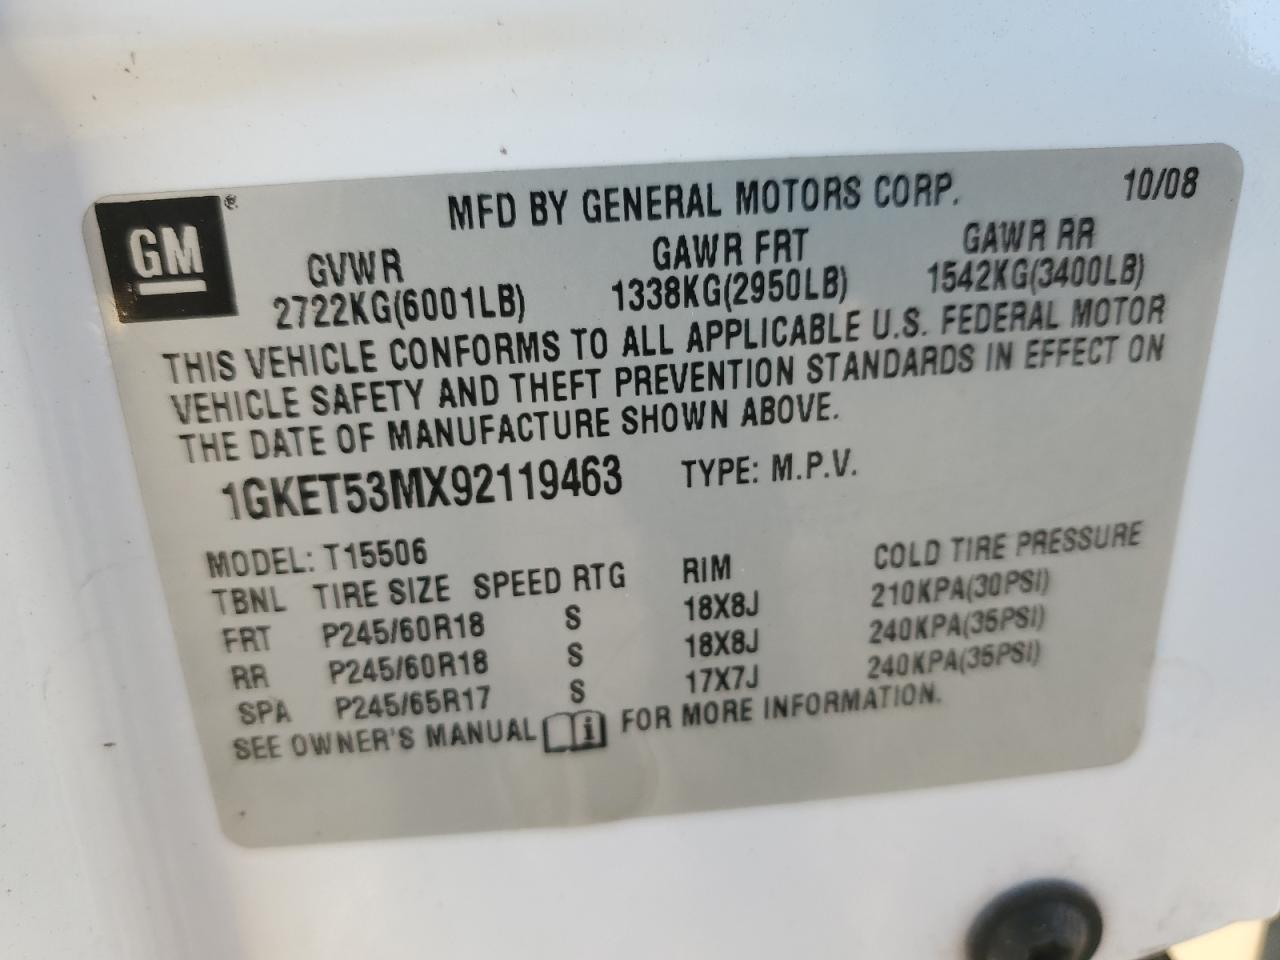 GM ®
MFD BY GENERAL MOTORS CORP. 10/08
GVWR GAWR FRT GAWR RR
2722KG(6001LB) 1338KG(2950LB) 1542KG(3400LB)
THIS VEHICLE CONFORMS TO ALL APPLICABLE U.S. FEDERAL MOTOR
VEHICLE SAFETY AND THEFT PREVENTION STANDARDS IN EFFECT ON
THE DATE OF MANUFACTURE SHOWN ABOVE.
1GKET53MX92119463 TYPE: M.P.V.
MODEL: T15506
TBNL TIRE SIZE SPEED RTG RIM COLD TIRE PRESSURE
FRT P245/60R18 S 18X8J 210KPA(30PSI)
RR P245/60R18 S 18X8J 240KPA(35PSI)
SPA P245/65R17 S 17X7J 240KPA(35PSI)
SEE OWNER'S MANUAL i FOR MORE INFORMATION.